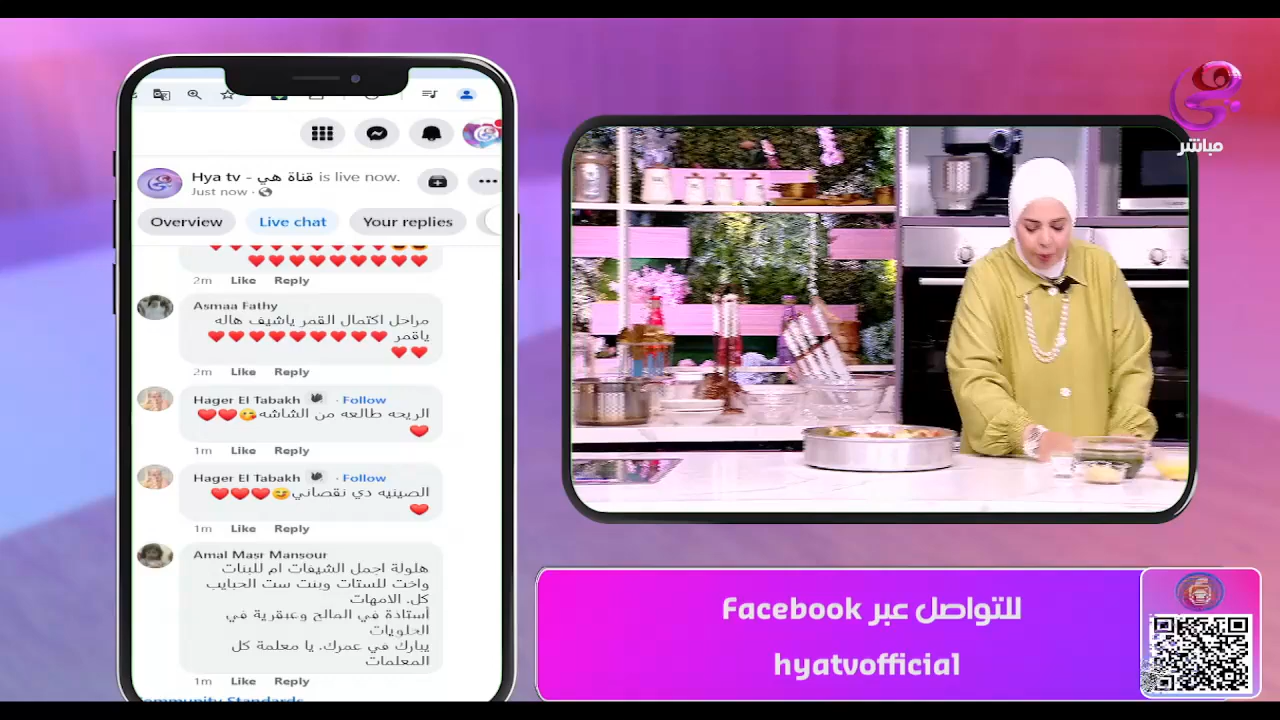 مباشر
Hya tv - قناة هي is live now.
Just now
Overview
Live chat
Your replies
2m Like Reply
Asmaa Fathy
مراحل اكتمال القمر ياشيف هاله
ياقمر ❤❤❤❤❤❤❤❤❤
❤❤
2m Like Reply
Hager El Tabakh · Follow
الريحه طالعه من الشاشه😋❤❤
❤
1m Like Reply
Hager El Tabakh · Follow
الصينيه دي نقصاني🤣❤❤❤
❤
1m Like Reply
Amal Masr Mansour
هلولة اجمل الشيفات ام للبنات
واخت للستات وبنت ست الحبايب
كل. الامهات
أستاذة في المالح وعبقرية في
الحلويات
يبارك في عمرك. يا معلمة كل
المعلمات
1m Like Reply
Community Standards
للتواصل عبر Facebook
hyatvofficial